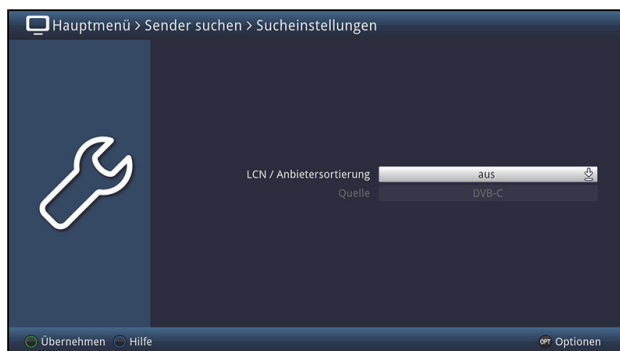 Hauptmenü > Sender suchen > Sucheinstellungen
LCN / Anbietersortierung aus
Quelle DVB-C
Übernehmen Hilfe OPT Optionen